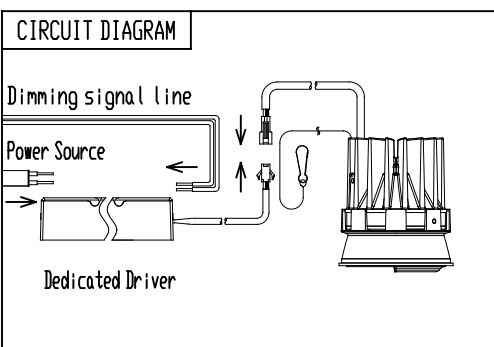 CIRCUIT DIAGRAM
Dimming signal line
Power Source
Dedicated Driver